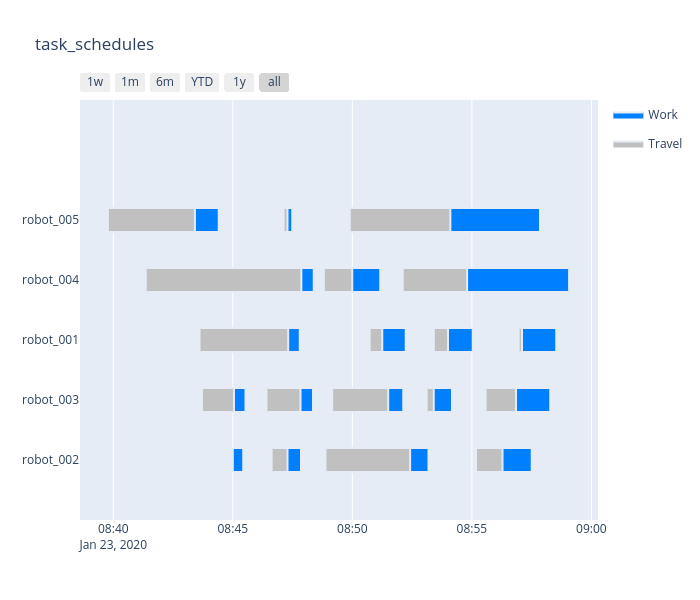 task_schedules
1w 1m 6m YTD 1y all
Work
Travel
robot_005
robot_004
robot_001
robot_003
robot_002
08:40 08:45 08:50 08:55 09:00
Jan 23, 2020